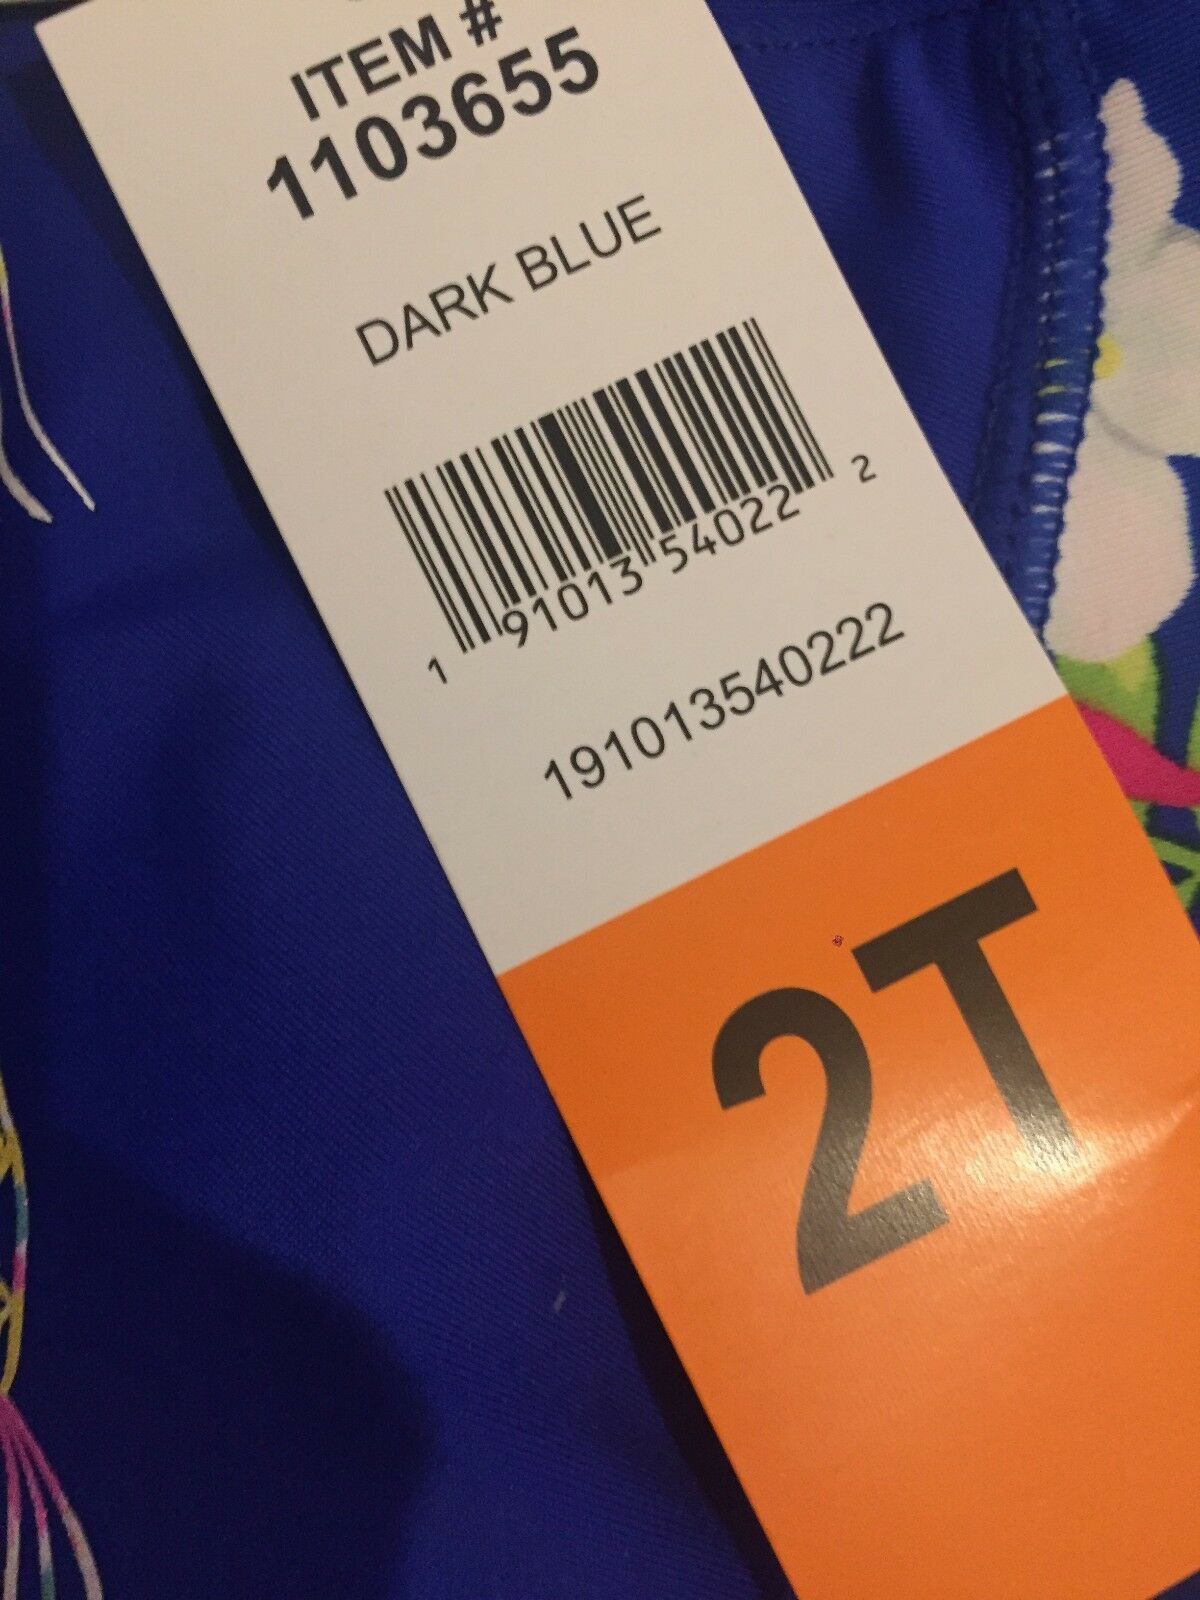 ITEM #
1103655
DARK BLUE
1 91013 54022 2
191013540222
2T